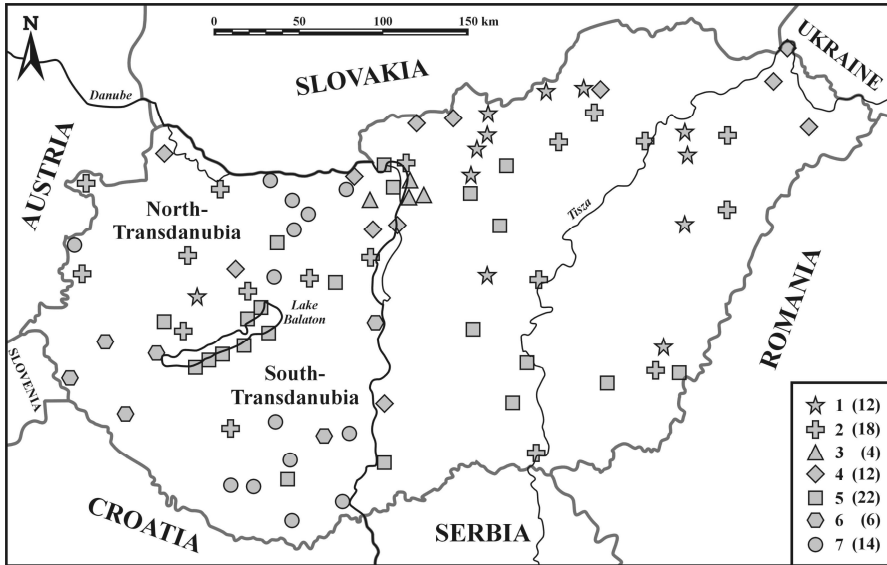 N
0 50 100 150 km
UKRAINE
SLOVAKIA
Danube
AUSTRIA
North-
Transdanubia
Tisza
Lake
Balaton
ROMANIA
SLOVENIA
South-
Transdanubia
CROATIA
SERBIA
1 (12)
2 (18)
3 (4)
4 (12)
5 (22)
6 (6)
7 (14)